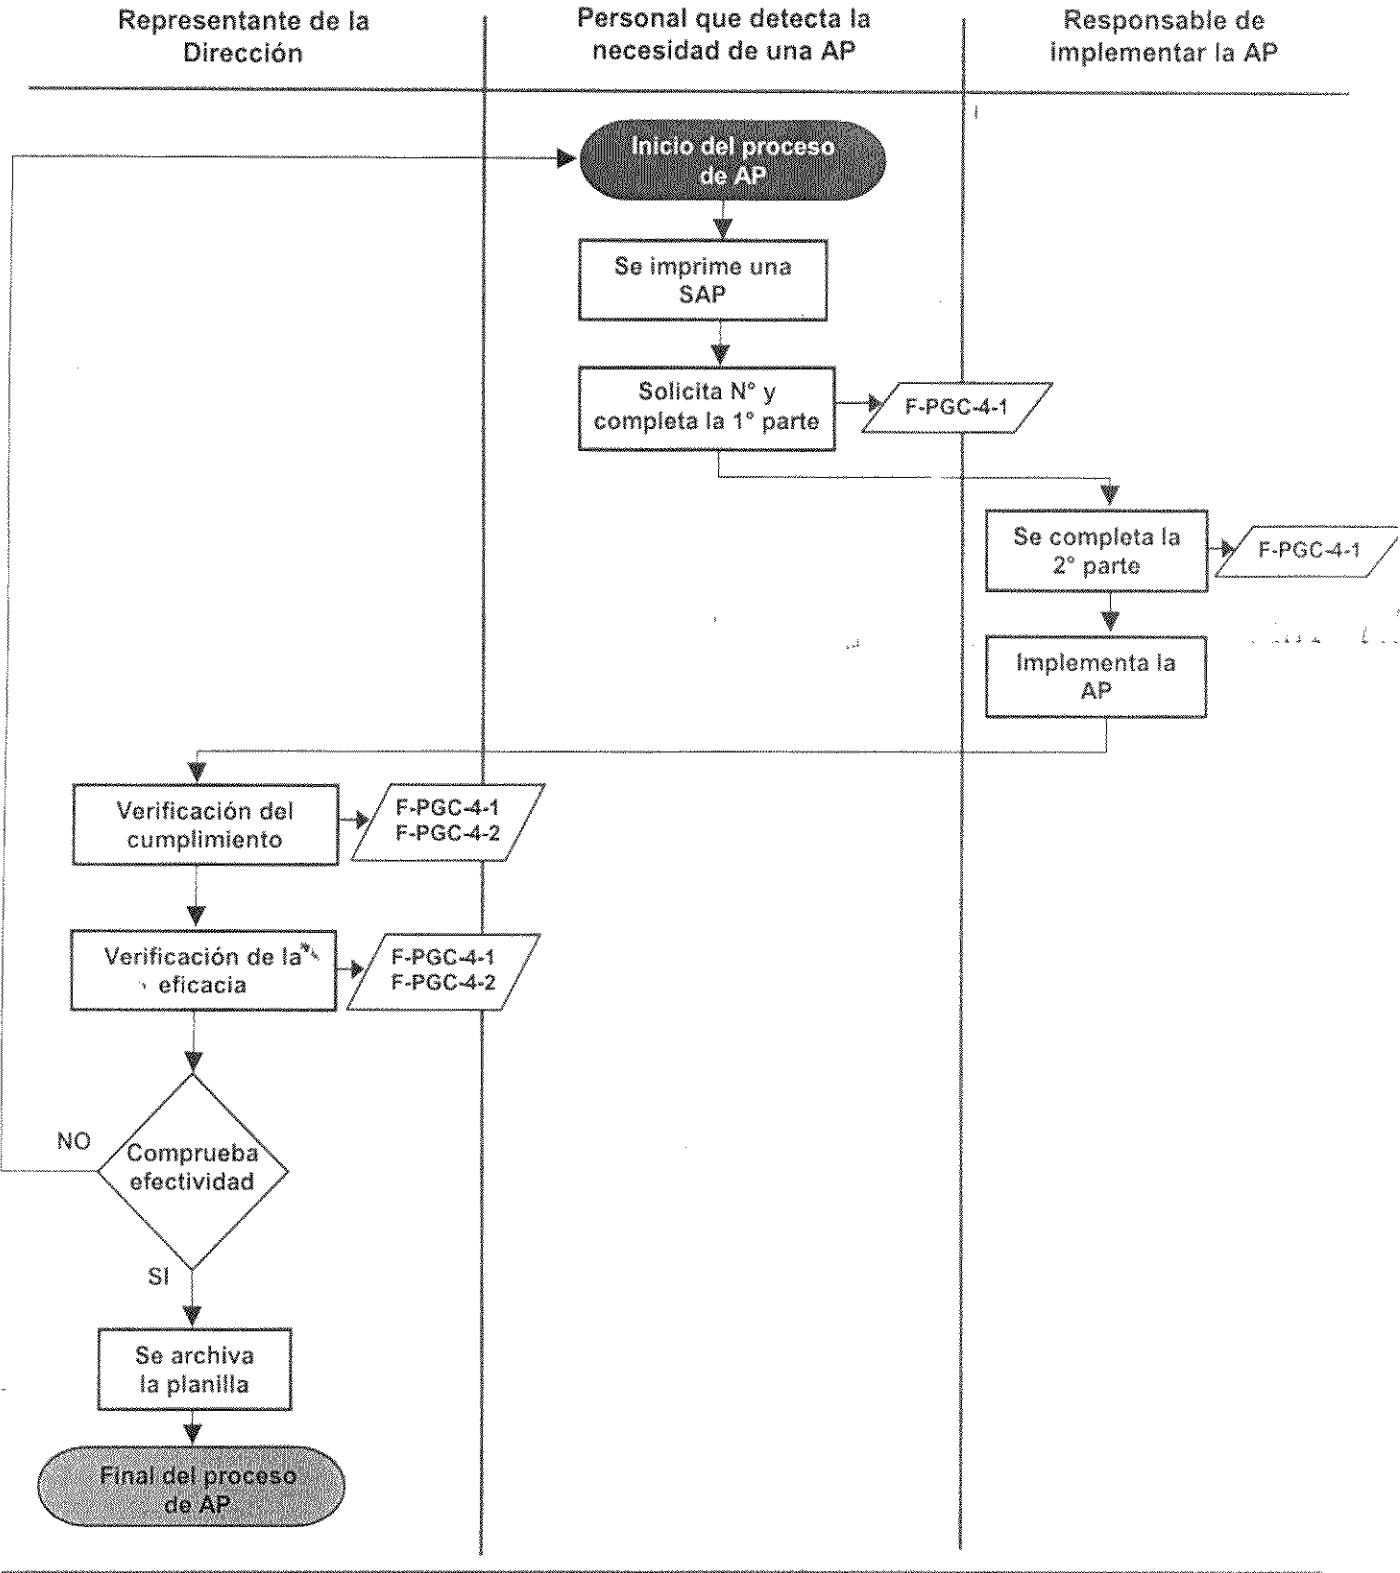 Representante de la
Dirección
Personal que detecta la
necesidad de una AP
Responsable de
implementar la AP
Inicio del proceso
de AP
Se imprime una
SAP
Solicita N° y
completa la 1° parte
F-PGC-4-1
Se completa la
2° parte
F-PGC-4-1
Implementa la
AP
Verificación del
cumplimiento
F-PGC-4-1
F-PGC-4-2
Verificación de la
eficacia
F-PGC-4-1
F-PGC-4-2
NO
Comprueba
efectividad
SI
Se archiva
la planilla
Final del proceso
de AP